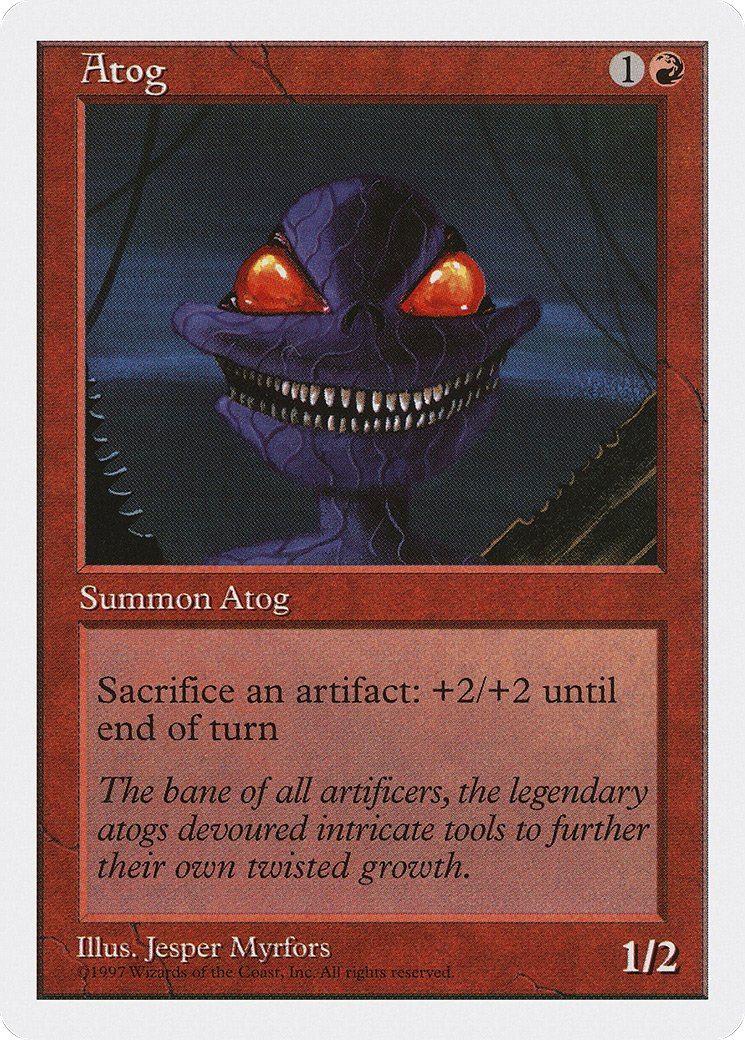 Atog 1
Summon Atog
Sacrifice an artifact: +2/+2 until
end of turn
The bane of all artificers, the legendary
atogs devoured intricate tools to further
their own twisted growth.
Illus. Jesper Myrfors
©1997 Wizards of the Coast, Inc. All rights reserved.
1/2